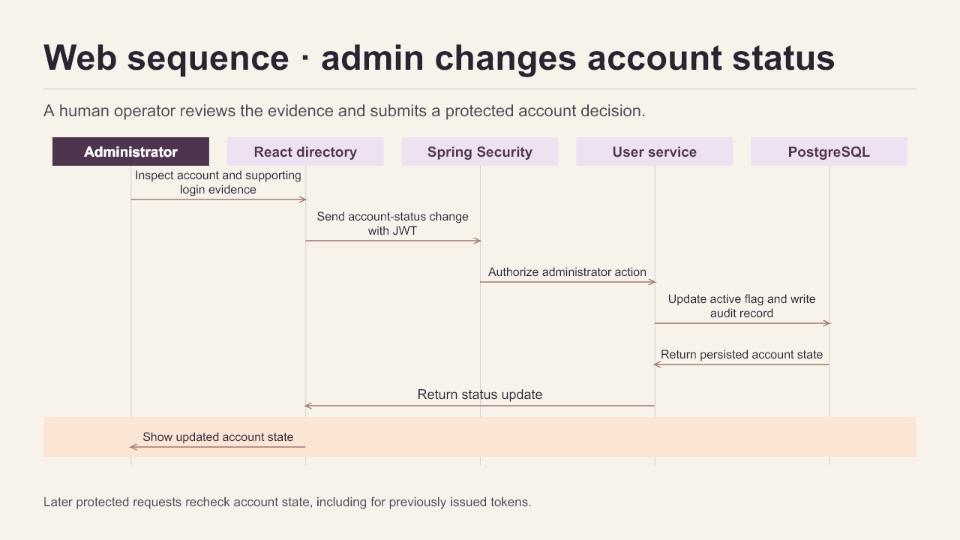 Web sequence · admin changes account status
A human operator reviews the evidence and submits a protected account decision.
Administrator
React directory
Spring Security
User service
PostgreSQL
Inspect account and supporting
login evidence
Send account-status change
with JWT
Authorize administrator action
Update active flag and write
audit record
Return persisted account state
Return status update
Show updated account state
Later protected requests recheck account state, including for previously issued tokens.